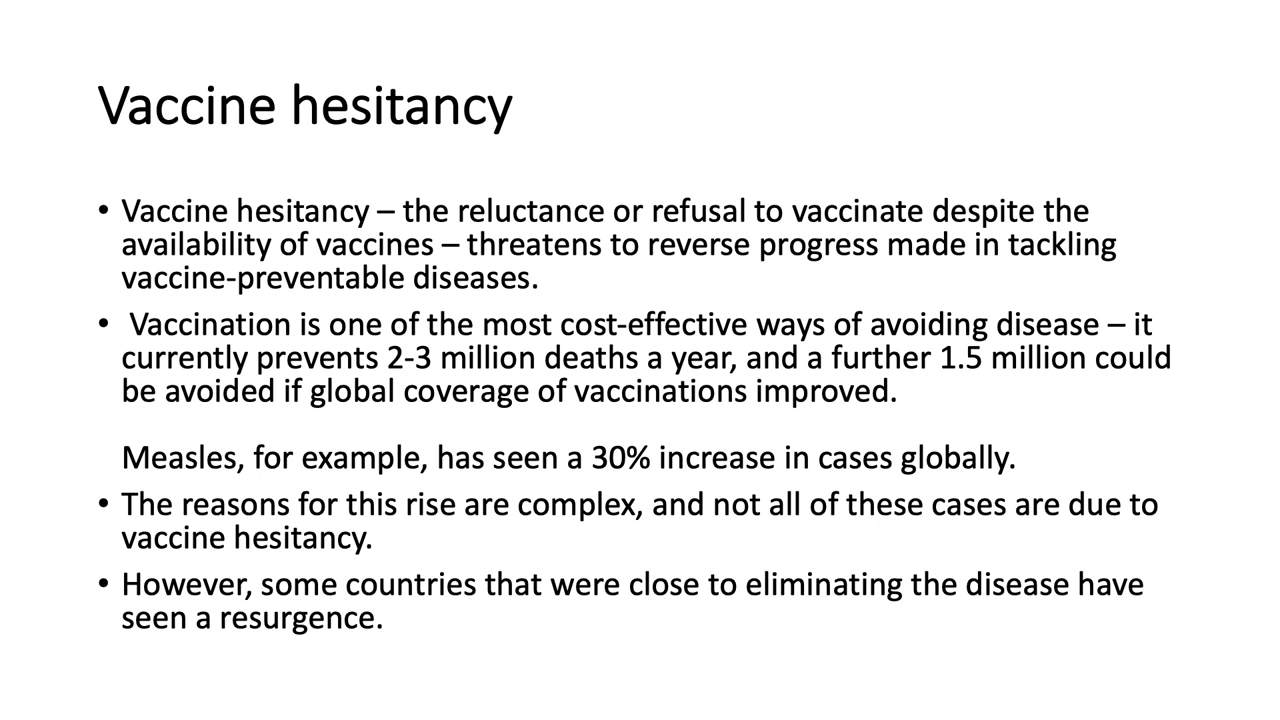 Vaccine hesitancy
• Vaccine hesitancy – the reluctance or refusal to vaccinate despite the
availability of vaccines – threatens to reverse progress made in tackling
vaccine-preventable diseases.
• Vaccination is one of the most cost-effective ways of avoiding disease – it
currently prevents 2-3 million deaths a year, and a further 1.5 million could
be avoided if global coverage of vaccinations improved.
Measles, for example, has seen a 30% increase in cases globally.
• The reasons for this rise are complex, and not all of these cases are due to
vaccine hesitancy.
• However, some countries that were close to eliminating the disease have
seen a resurgence.